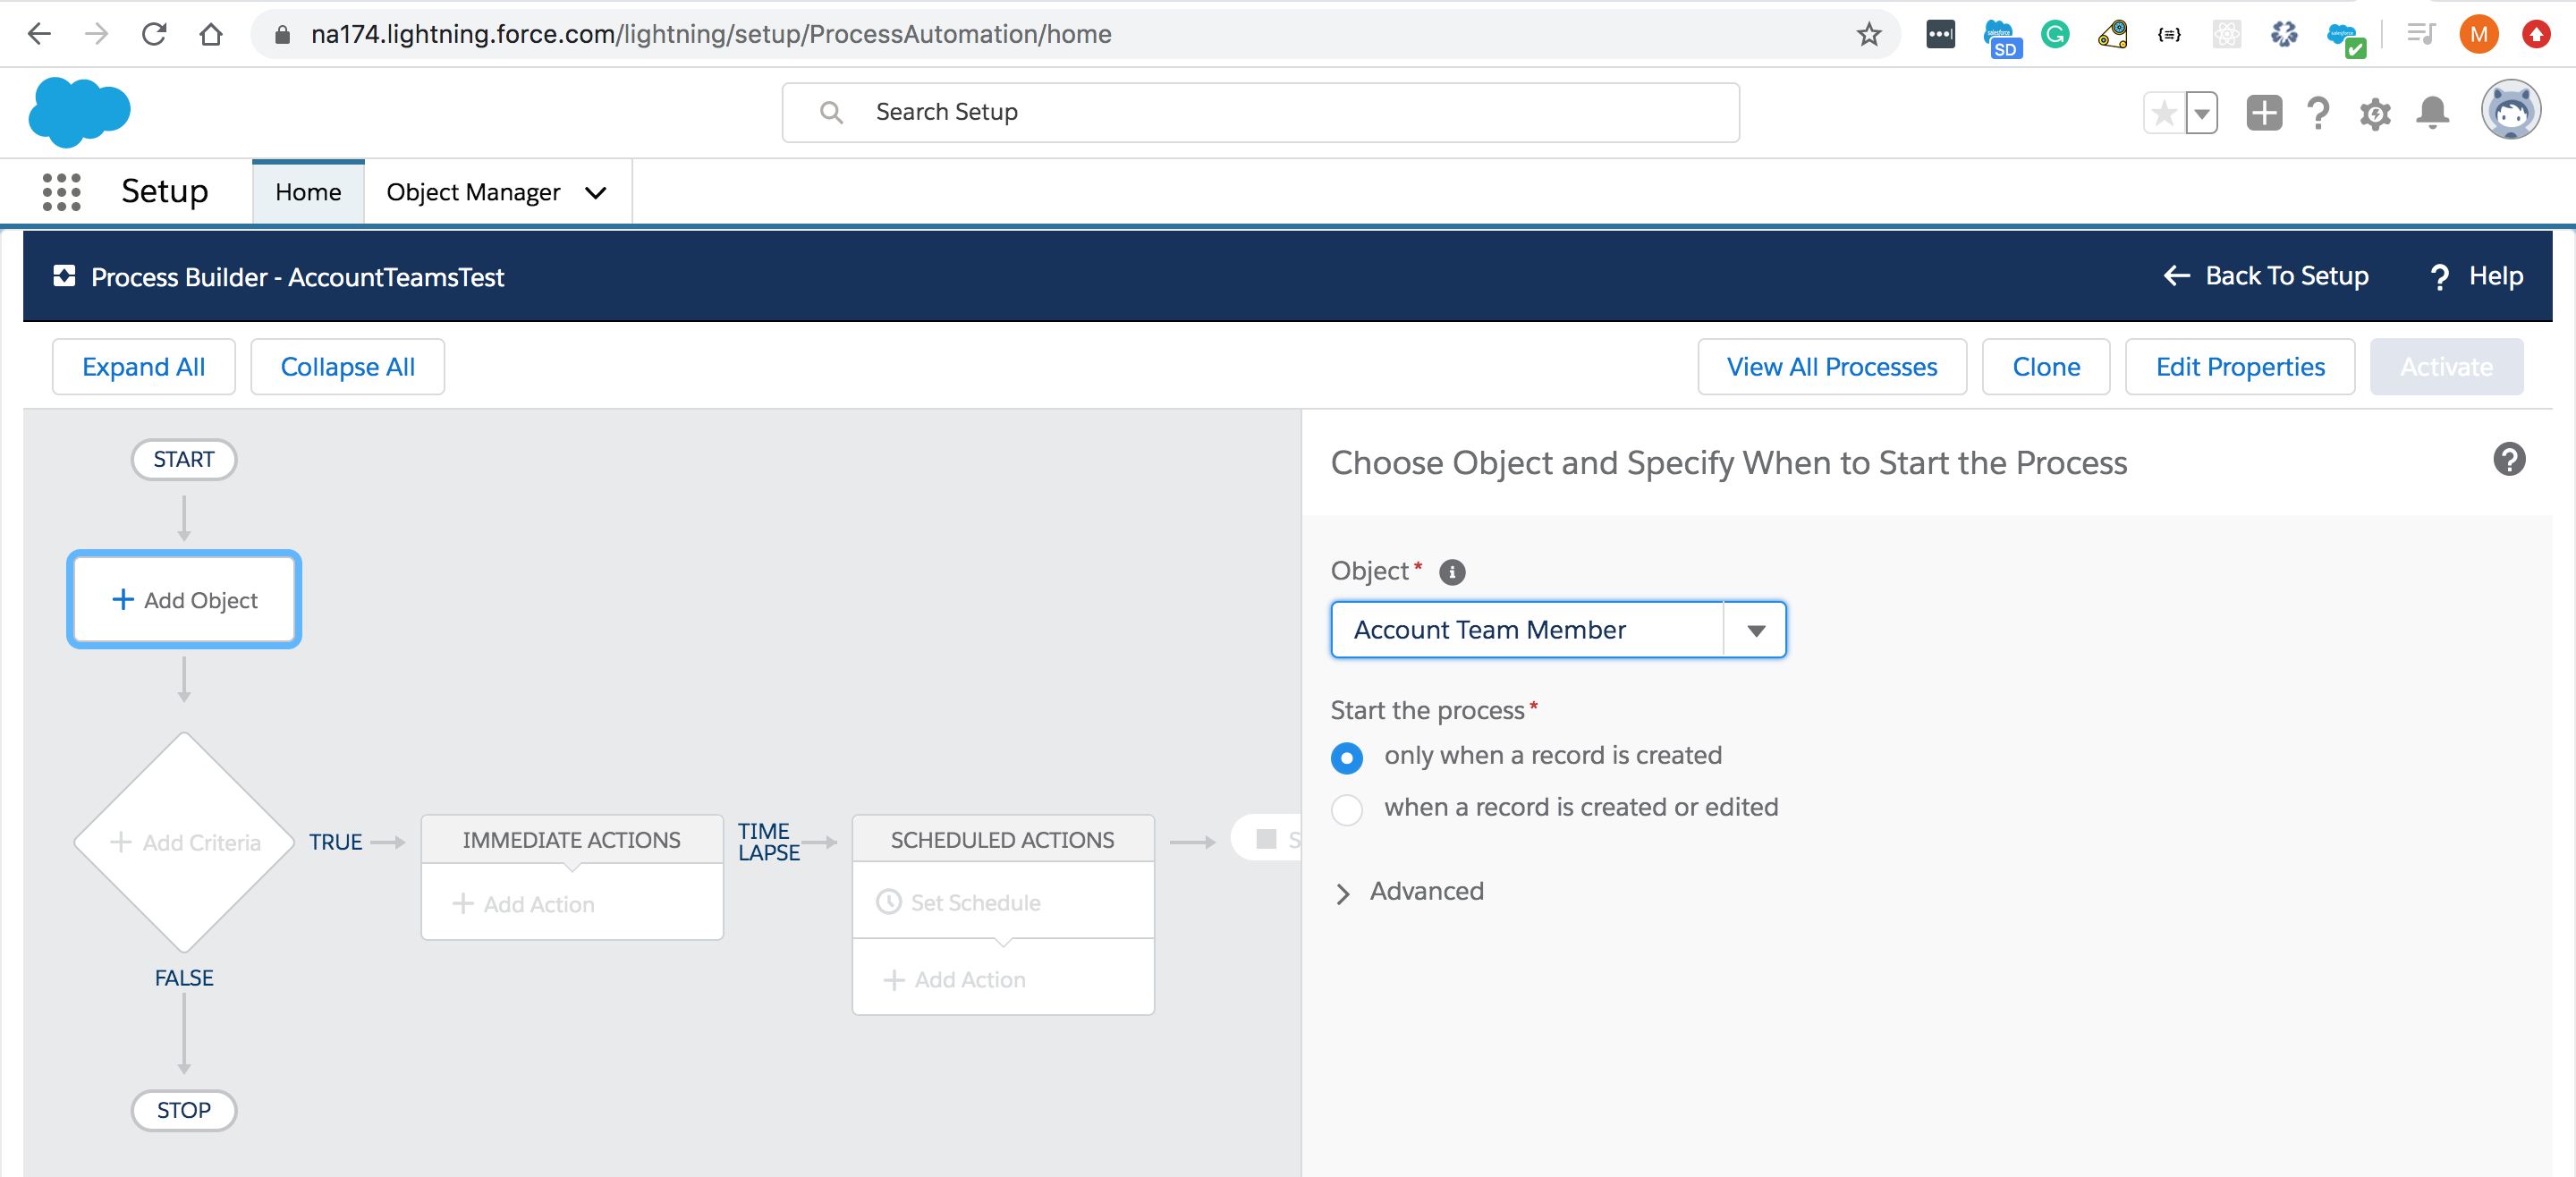 na174.lightning.force.com/lightning/setup/ProcessAutomation/home
SD
M
Search Setup
Setup
Home
Object Manager
Process Builder - AccountTeamsTest
Back To Setup
? Help
Expand All
Collapse All
View All Processes
Clone
Edit Properties
Activate
START
+ Add Object
+ Add Criteria
TRUE
IMMEDIATE ACTIONS
+ Add Action
TIME
LAPSE
SCHEDULED ACTIONS
Set Schedule
+ Add Action
S
FALSE
STOP
Choose Object and Specify When to Start the Process
Object*
Account Team Member
Start the process*
only when a record is created
when a record is created or edited
Advanced